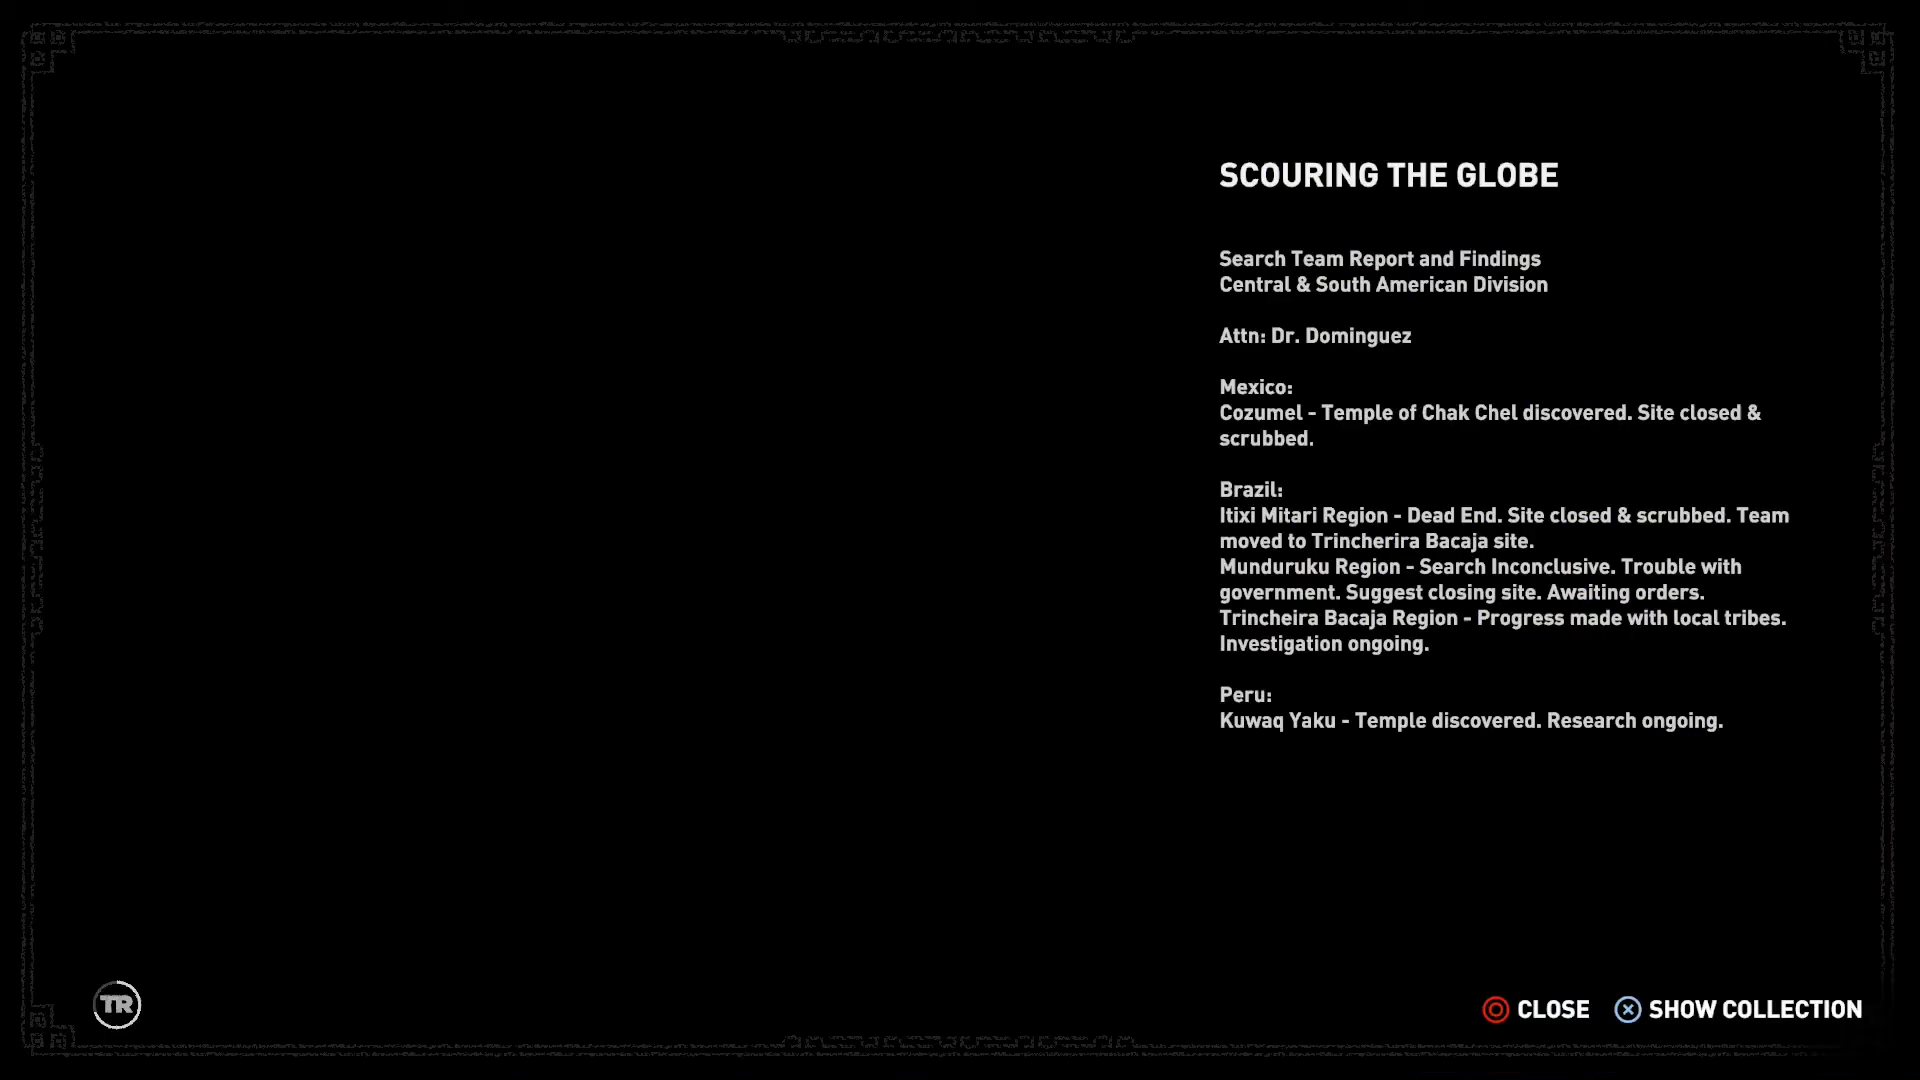 SCOURING THE GLOBE
Search Team Report and Findings
Central & South American Division
Attn: Dr. Dominguez
Mexico:
Cozumel - Temple of Chak Chel discovered. Site closed &
scrubbed.
Brazil:
Itixi Mitari Region - Dead End. Site closed & scrubbed. Team
moved to Trincherira Bacaja site.
Munduruku Region - Search Inconclusive. Trouble with
government. Suggest closing site. Awaiting orders.
Trincheira Bacaja Region - Progress made with local tribes.
Investigation ongoing.
Peru:
Kuwaq Yaku - Temple discovered. Research ongoing.
TR
CLOSE
SHOW COLLECTION